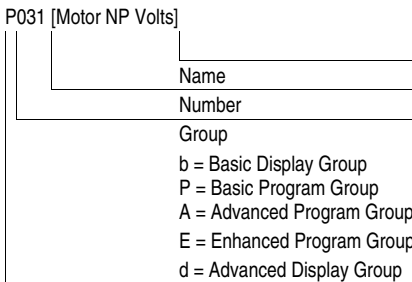 P031 [Motor NP Volts]
Name
Number
Group
b = Basic Display Group
P = Basic Program Group
A = Advanced Program Group
E = Enhanced Program Group
d = Advanced Display Group